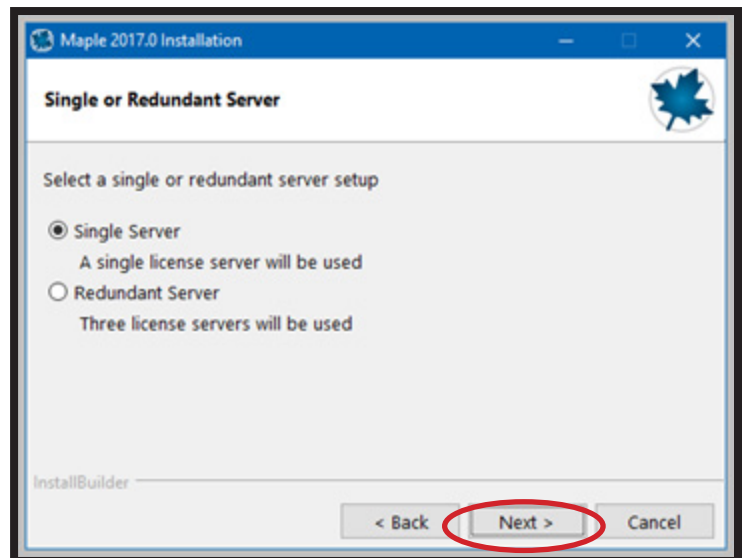 Maple 2017.0 Installation
Single or Redundant Server
Select a single or redundant server setup
Single Server
A single license server will be used
Redundant Server
Three license servers will be used
InstallBuilder
< Back Next > Cancel